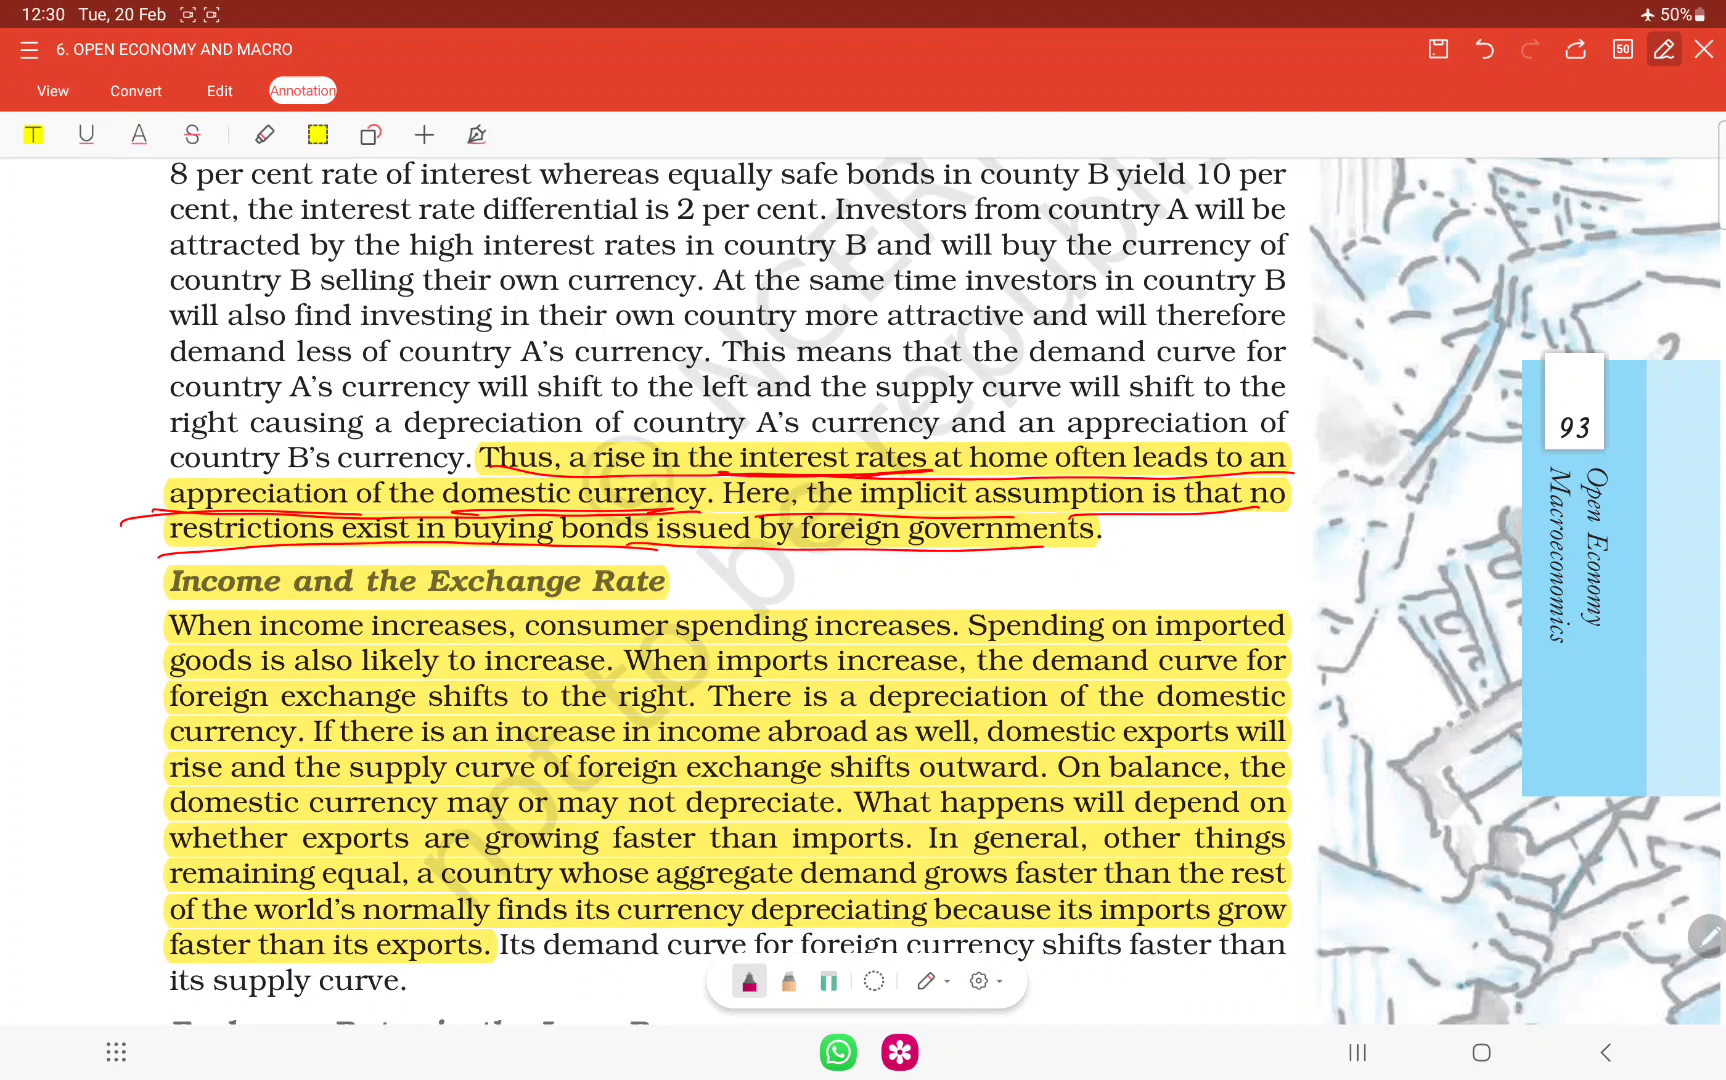 12:30 Tue, 20 Feb
50%
6. OPEN ECONOMY AND MACRO
50
View Convert Edit Annotation
T U A S
8 per cent rate of interest whereas equally safe bonds in county B yield 10 per
cent, the interest rate differential is 2 per cent. Investors from country A will be
attracted by the high interest rates in country B and will buy the currency of
country B selling their own currency. At the same time investors in country B
will also find investing in their own country more attractive and will therefore
demand less of country A's currency. This means that the demand curve for
country A's currency will shift to the left and the supply curve will shift to the
right causing a depreciation of country A's currency and an appreciation of
country B's currency. Thus, a rise in the interest rates at home often leads to an
appreciation of the domestic currency. Here, the implicit assumption is that no
restrictions exist in buying bonds issued by foreign governments.
Income and the Exchange Rate
When income increases, consumer spending increases. Spending on imported
goods is also likely to increase. When imports increase, the demand curve for
foreign exchange shifts to the right. There is a depreciation of the domestic
currency. If there is an increase in income abroad as well, domestic exports will
rise and the supply curve of foreign exchange shifts outward. On balance, the
domestic currency may or may not depreciate. What happens will depend on
whether exports are growing faster than imports. In general, other things
remaining equal, a country whose aggregate demand grows faster than the rest
of the world's normally finds its currency depreciating because its imports grow
faster than its exports. Its demand curve for foreign currency shifts faster than
its supply curve.
93
Open Economy
Macroeconomics
© NCERT
not to be republ